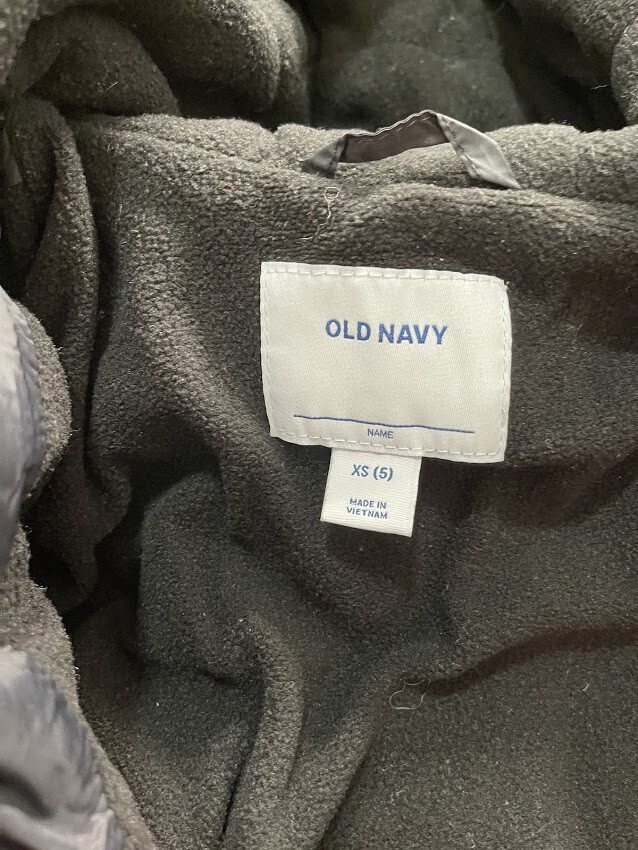 OLD NAVY
NAME
XS (5)
MADE IN
VIETNAM